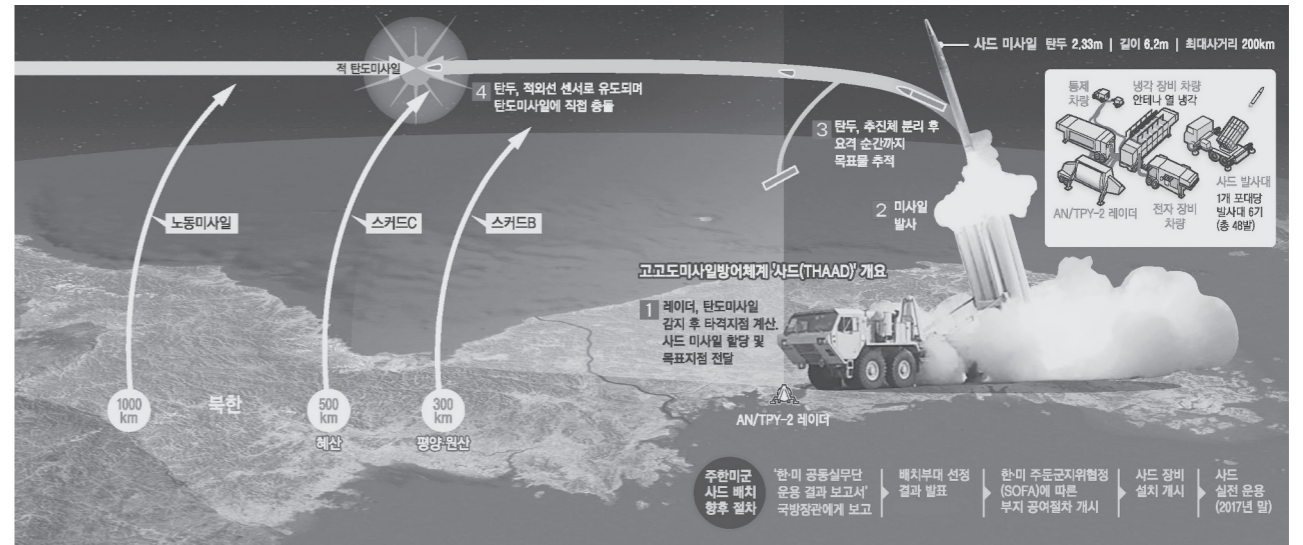 사드 미사일 탄두 2.33m | 길이 6.2m | 최대사거리 200km
적 탄도미사일
4 탄두, 적외선 센서로 유도되며
탄도미사일에 직접 충돌
3 탄두, 추진체 분리 후
요격 순간까지
목표물 추적
2 미사일
발사
통제
차량
냉각 장비 차량
안테나 열 냉각
AN/TPY-2 레이더
전자 장비
차량
사드 발사대
1개 포대당
발사대 6기
(총 48발)
노동미사일
스커드C
스커드B
고고도미사일방어체계 '사드(THAAD)' 개요
1 레이더, 탄도미사일
감지 후 타격지점 계산.
사드 미사일 할당 및
목표지점 전달
AN/TPY-2 레이더
1000
km
북한
500
km
혜산
300
km
평양·원산
주한미군
사드 배치
향후 절차
'한·미 공동실무단
운용 결과 보고서'
국방장관에게 보고
배치부대 선정
결과 발표
한·미 주둔군지위협정
(SOFA)에 따른
부지 공여절차 개시
사드 장비
설치 개시
사드
실전 운용
(2017년 말)